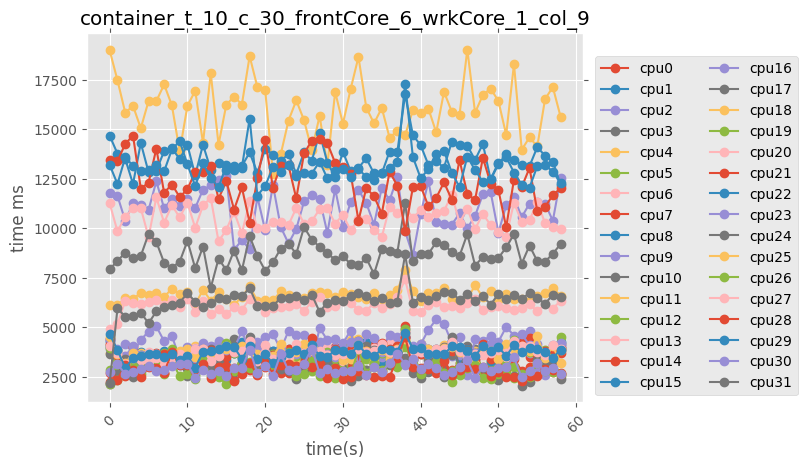 container_t_10_c_30_frontCore_6_wrkCore_1_col_9
17500
15000
12500
10000
7500
5000
2500
time ms
0
10
20
30
40
50
60
time(s)
cpu0
cpu1
cpu2
cpu3
cpu4
cpu5
cpu6
cpu7
cpu8
cpu9
cpu10
cpu11
cpu12
cpu13
cpu14
cpu15
cpu16
cpu17
cpu18
cpu19
cpu20
cpu21
cpu22
cpu23
cpu24
cpu25
cpu26
cpu27
cpu28
cpu29
cpu30
cpu31